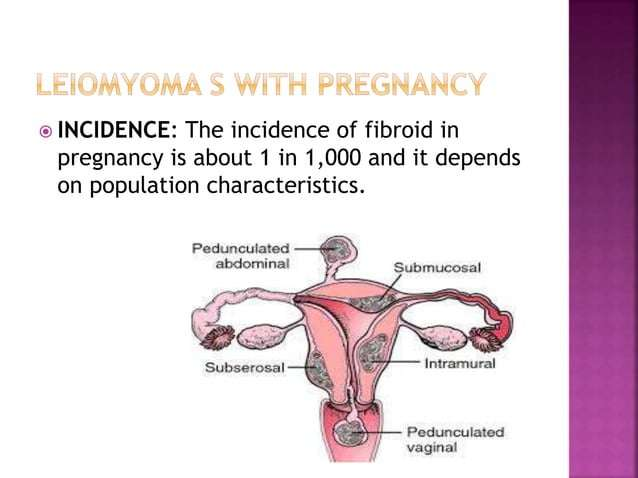 LEIOMYOMA S WITH PREGNANCY
INCIDENCE: The incidence of fibroid in
pregnancy is about 1 in 1,000 and it depends
on population characteristics.
Pedunculated
abdominal
Submucosal
Subserosal
Intramural
Pedunculated
vaginal